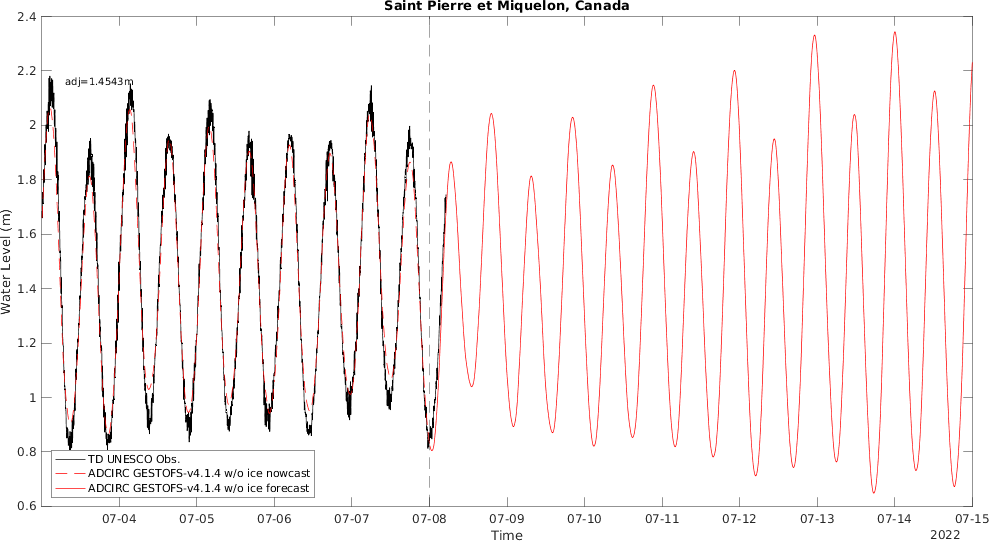 Saint Pierre et Miquelon, Canada
adj=1.4543m
Water Level (m)
2.4
2.2
2
1.8
1.6
1.4
1.2
1
0.8
0.6
TD UNESCO Obs.
ADCIRC GESTOFS-v4.1.4 w/o ice nowcast
ADCIRC GESTOFS-v4.1.4 w/o ice forecast
07-04 07-05 07-06 07-07 07-08 07-09 07-10 07-11 07-12 07-13 07-14 07-15
Time
2022